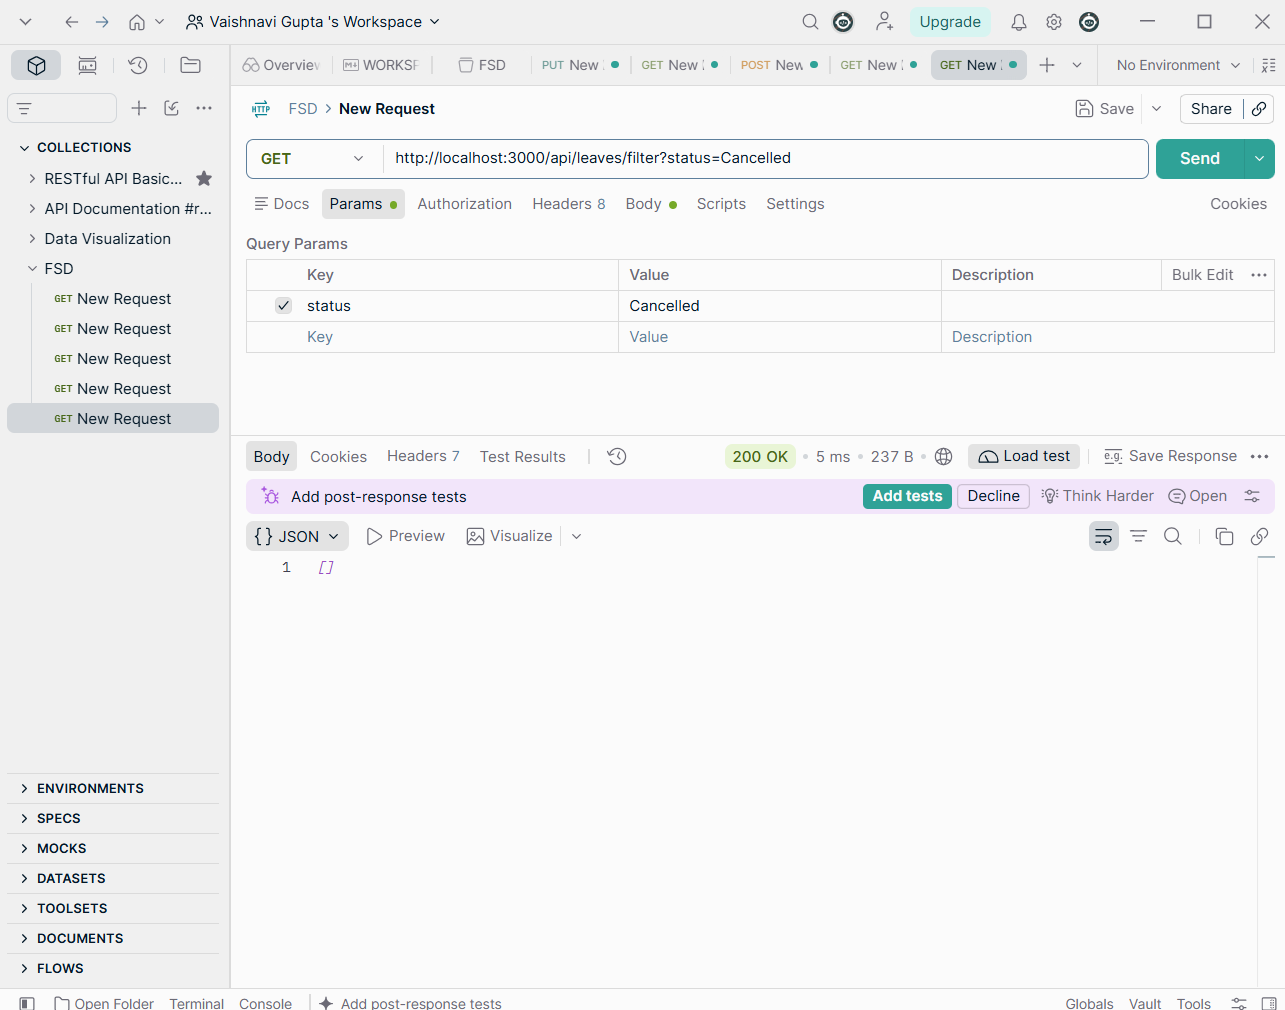 Vaishnavi Gupta 's Workspace
Upgrade
Overview
WORKSP
FSD
PUT New
GET New
POST New
GET New
GET New
No Environment
HTTP FSD > New Request
Save
Share
GET
http://localhost:3000/api/leaves/filter?status=Cancelled
Send
Docs
Params
Authorization
Headers 8
Body
Scripts
Settings
Cookies
Query Params
Key Value Description Bulk Edit
status Cancelled
Key Value Description
COLLECTIONS
RESTful API Basic...
API Documentation #r...
Data Visualization
FSD
GET New Request
GET New Request
GET New Request
GET New Request
GET New Request
ENVIRONMENTS
SPECS
MOCKS
DATASETS
TOOLSETS
DOCUMENTS
FLOWS
Body Cookies Headers 7 Test Results
200 OK • 5 ms • 237 B •
Load test
e.g. Save Response
Add post-response tests
Add tests
Decline
Think Harder
Open
{} JSON
Preview
Visualize
1 []
Open Folder
Terminal
Console
Add post-response tests
Globals
Vault
Tools